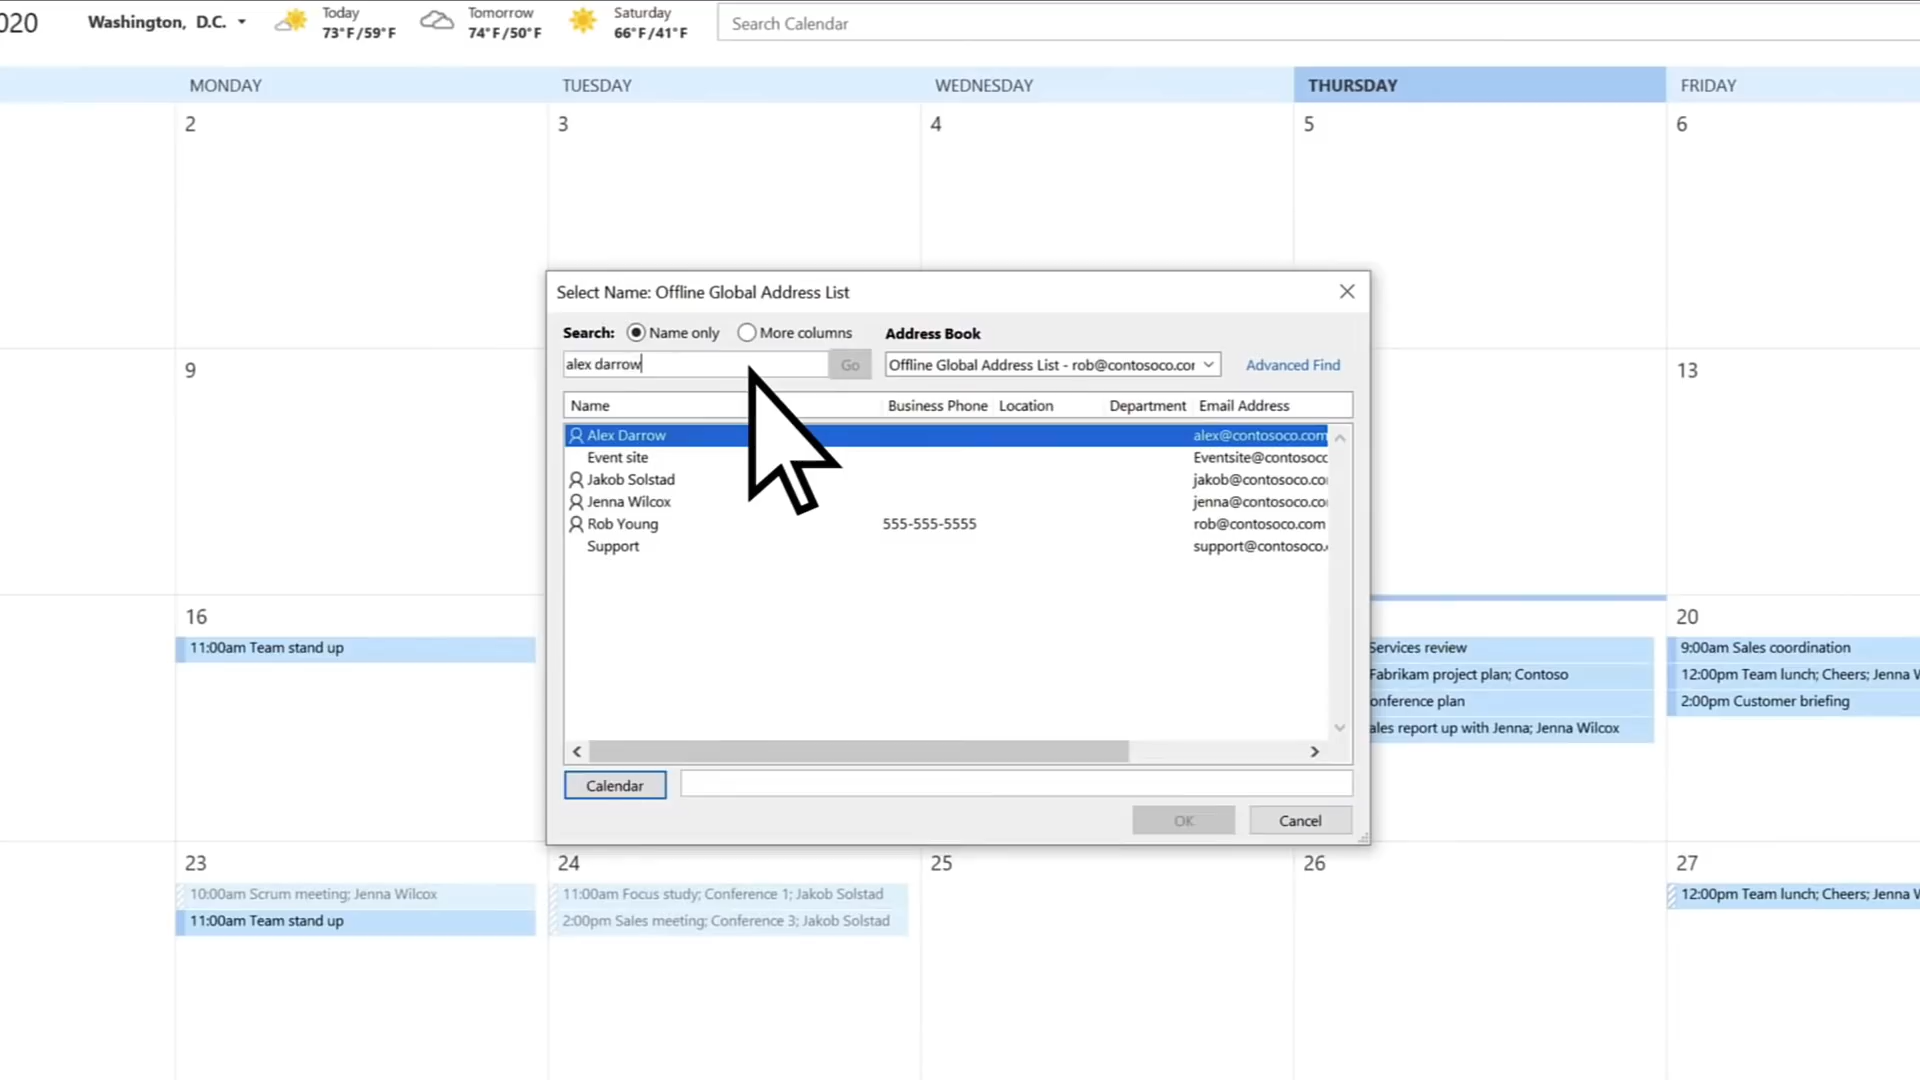 020 Washington, D.C. Today 73°F/59°F Tomorrow 74°F/50°F Saturday 66°F/41°F Search Calendar
MONDAY TUESDAY WEDNESDAY THURSDAY FRIDAY
2 3 4 5 6
Select Name: Offline Global Address List
Search: Name only More columns Address Book
alex darrow Go Offline Global Address List - rob@contosoco.cor Advanced Find
9 13
Name Business Phone Location Department Email Address
Alex Darrow alex@contosoco.com
Event site Eventsite@contosocc
Jakob Solstad jakob@contosoco.co
Jenna Wilcox jenna@contosoco.co
Rob Young 555-555-5555 rob@contosoco.com
Support support@contosoco.
16 20
11:00am Team stand up Services review 9:00am Sales coordination
Fabrikam project plan; Contoso 12:00pm Team lunch; Cheers; Jenna W
onference plan 2:00pm Customer briefing
ales report up with Jenna; Jenna Wilcox
Calendar
OK Cancel
23 24 25 26 27
10:00am Scrum meeting; Jenna Wilcox 11:00am Focus study; Conference 1; Jakob Solstad 12:00pm Team lunch; Cheers; Jenna W
11:00am Team stand up 2:00pm Sales meeting; Conference 3; Jakob Solstad